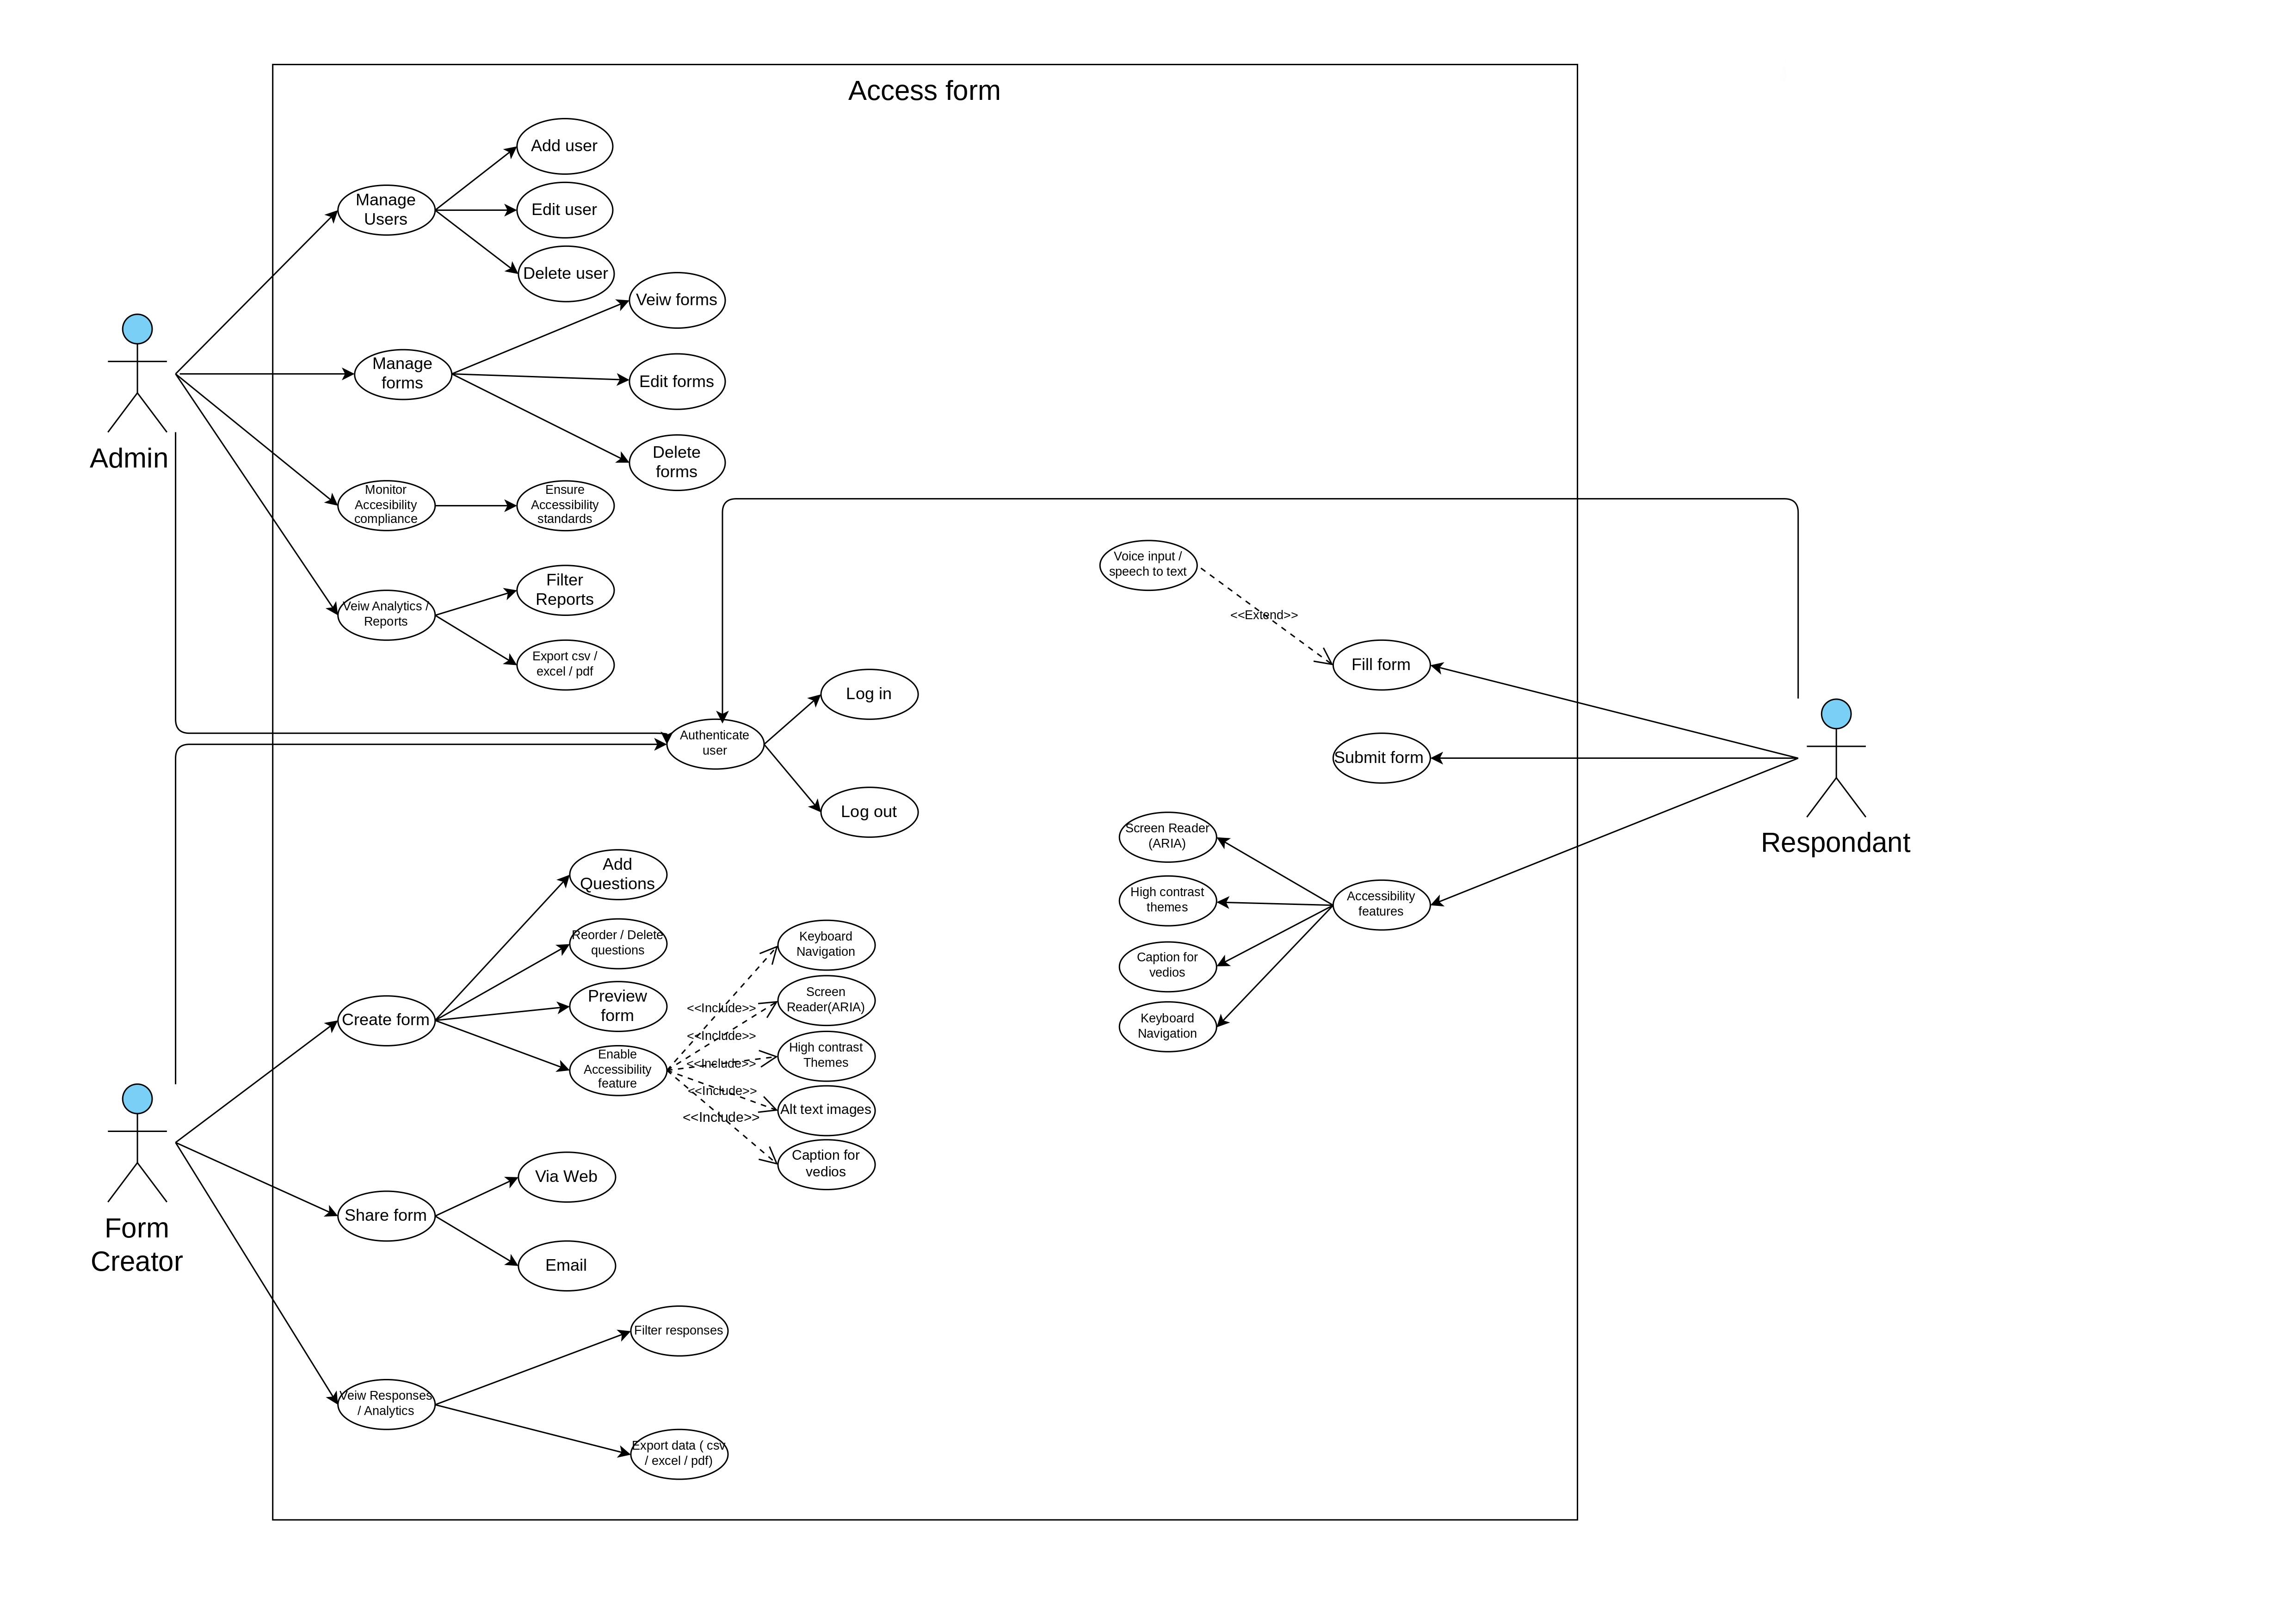 Access form
Add user
Manage
Users
Edit user
Delete user
Veiw forms
Manage
forms
Edit forms
Delete
forms
Admin
Monitor
Accesibility
compliance
Ensure
Accessibility
standards
Filter
Reports
Veiw Analytics /
Reports
Export csv /
excel / pdf
Voice input /
speech to text
<<Extend>>
Fill form
Log in
Authenticate
user
Log out
Submit form
Respondant
Screen Reader
(ARIA)
High contrast
themes
Accessibility
features
Caption for
vedios
Keyboard
Navigation
Add
Questions
Reorder / Delete
questions
Preview
form
Create form
Enable
Accessibility
feature
Keyboard
Navigation
<<Include>>
Screen
Reader(ARIA)
<<Include>>
High contrast
Themes
<<Include>>
<<Include>>
Alt text images
<<Include>>
Caption for
vedios
Form
Creator
Via Web
Share form
Email
Filter responses
Veiw Responses
/ Analytics
Export data ( csv
/ excel / pdf)